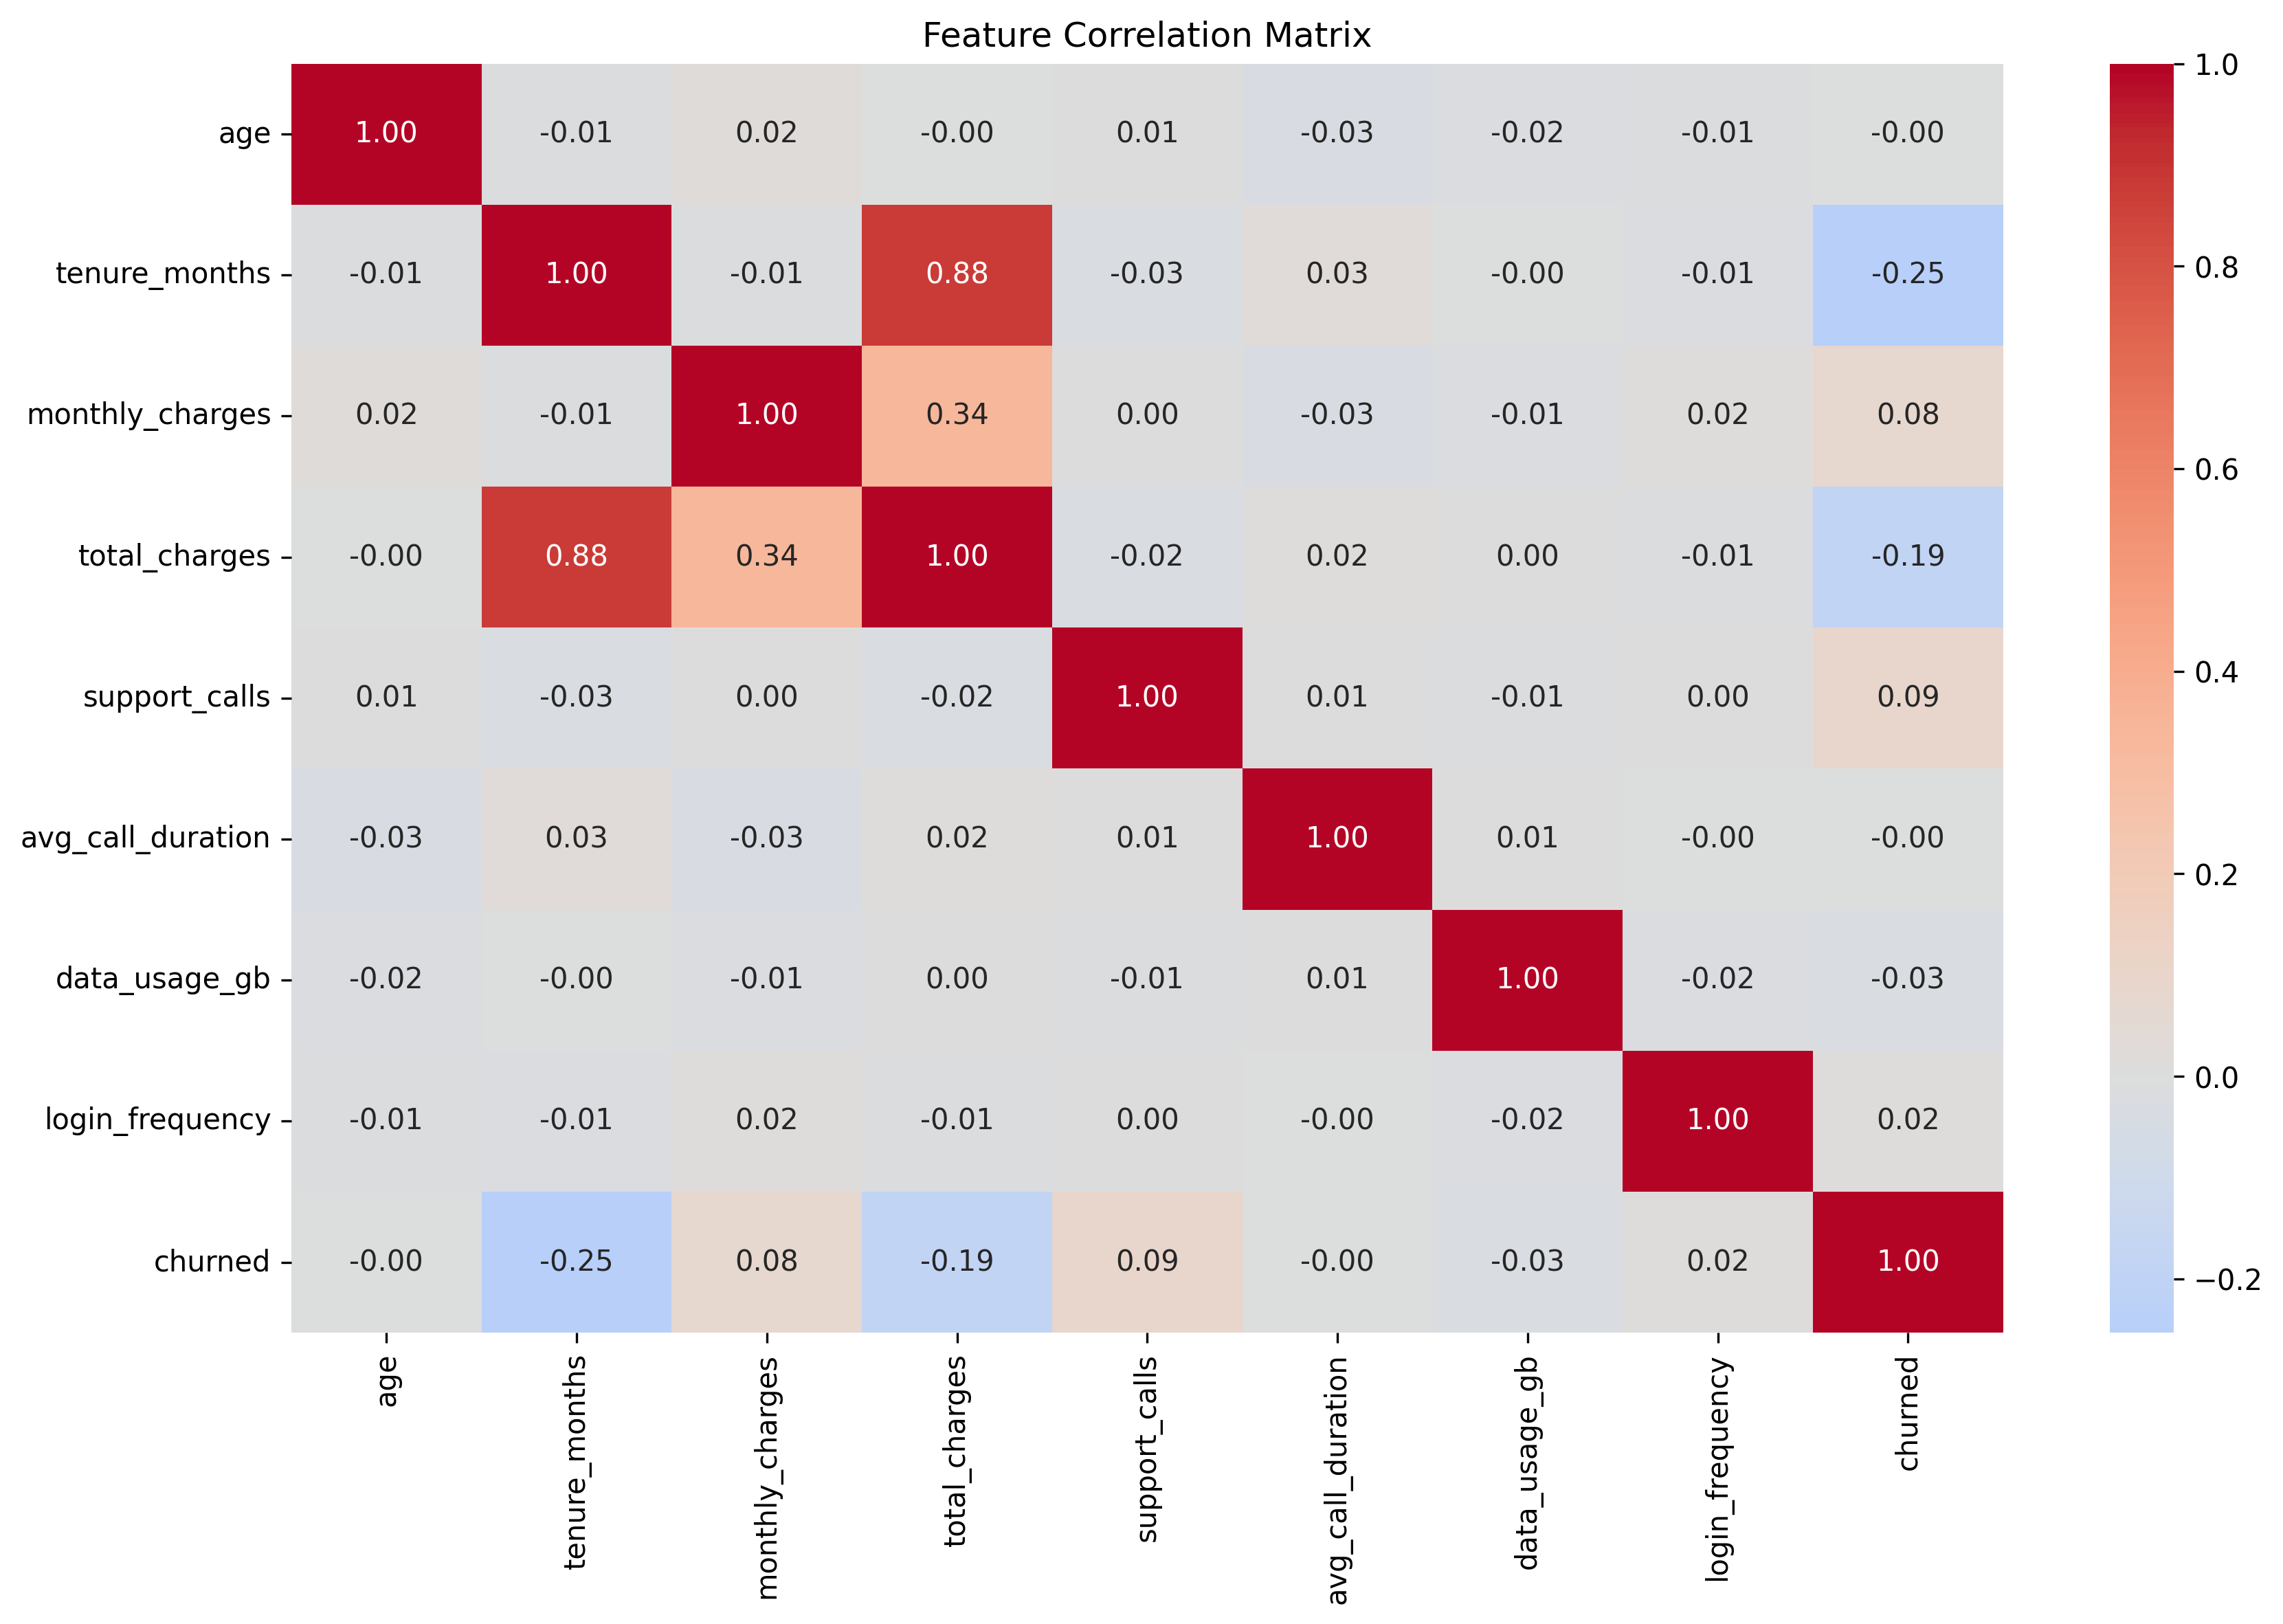 Feature Correlation Matrix
age 1.00 -0.01 0.02 -0.00 0.01 -0.03 -0.02 -0.01 -0.00
tenure_months -0.01 1.00 -0.01 0.88 -0.03 0.03 -0.00 -0.01 -0.25
monthly_charges 0.02 -0.01 1.00 0.34 0.00 -0.03 -0.01 0.02 0.08
total_charges -0.00 0.88 0.34 1.00 -0.02 0.02 0.00 -0.01 -0.19
support_calls 0.01 -0.03 0.00 -0.02 1.00 0.01 -0.01 0.00 0.09
avg_call_duration -0.03 0.03 -0.03 0.02 0.01 1.00 0.01 -0.00 -0.00
data_usage_gb -0.02 -0.00 -0.01 0.00 -0.01 0.01 1.00 -0.02 -0.03
login_frequency -0.01 -0.01 0.02 -0.01 0.00 -0.00 -0.02 1.00 0.02
churned -0.00 -0.25 0.08 -0.19 0.09 -0.00 -0.03 0.02 1.00
age
tenure_months
monthly_charges
total_charges
support_calls
avg_call_duration
data_usage_gb
login_frequency
churned
1.0
0.8
0.6
0.4
0.2
0.0
−0.2